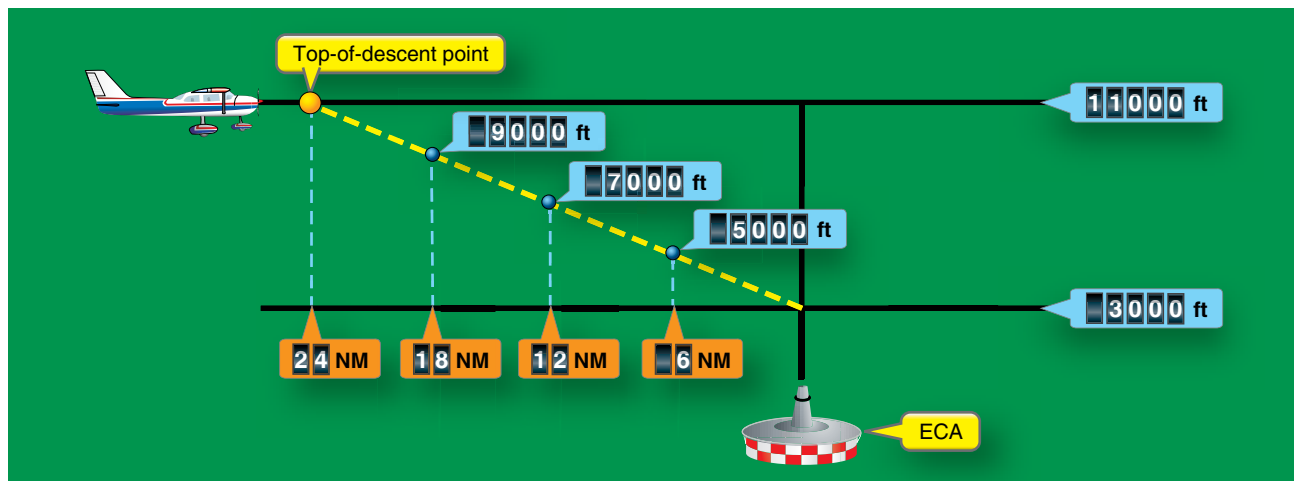 Top-of-descent point
11000 ft
9000 ft
7000 ft
5000 ft
3000 ft
24 NM
18 NM
12 NM
6 NM
ECA